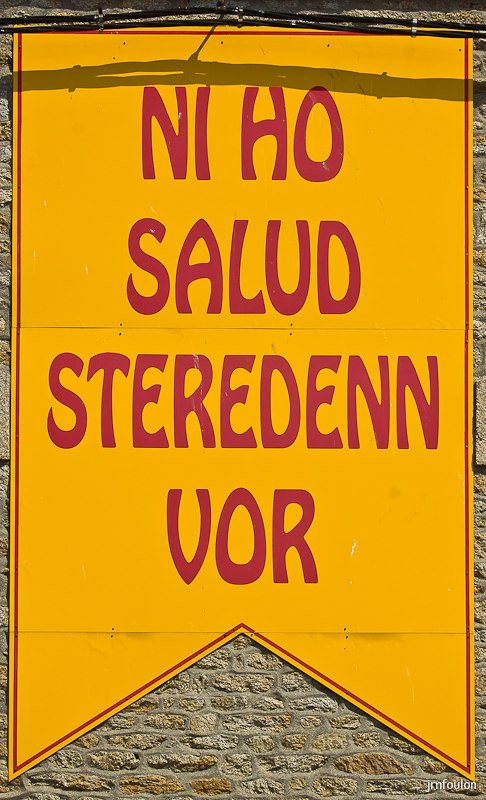 NI HO
SALUD
STEREDENN
VOR
jmfoulon